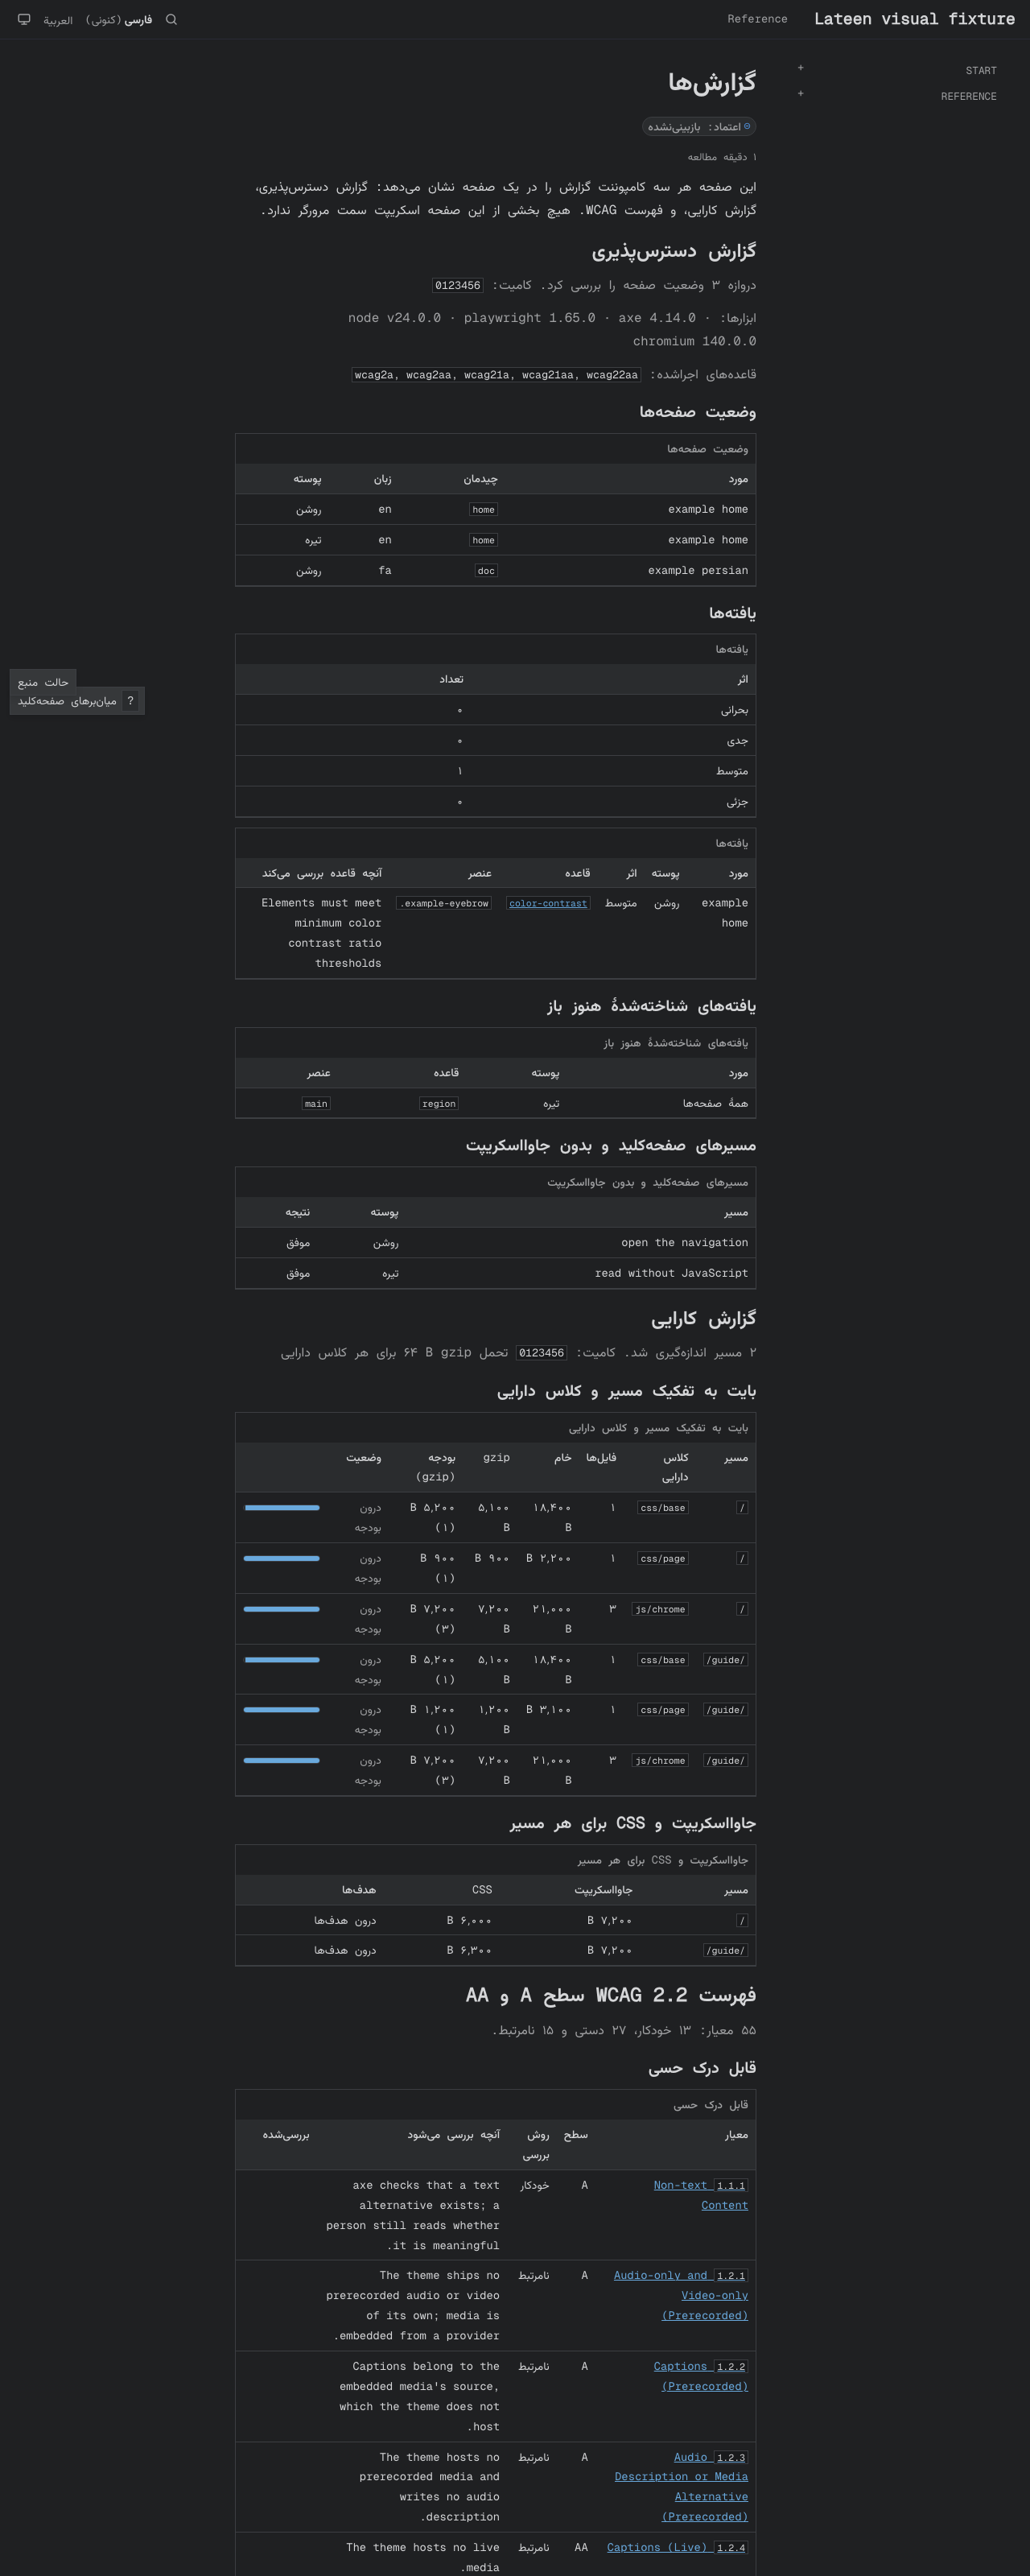 Lateen visual fixture
Reference
فارسی (کنونی)
العربية
START
+
REFERENCE
+
گزارش‌ها
اعتماد: بازبینی‌نشده
۱ دقیقه مطالعه
این صفحه هر سه کامپوننت گزارش را در یک صفحه نشان می‌دهد: گزارش دسترس‌پذیری،
گزارش کارایی، و فهرست WCAG. هیچ بخشی از این صفحه اسکریپت سمت مرورگر ندارد.
گزارش دسترس‌پذیری
دروازه ۳ وضعیت صفحه را بررسی کرد. کامیت: 0123456
ابزارها: node v24.0.0 · playwright 1.65.0 · axe 4.14.0 ·
chromium 140.0.0
قاعده‌های اجراشده: wcag2a, wcag2aa, wcag21a, wcag21aa, wcag22aa
وضعیت صفحه‌ها
وضعیت صفحه‌ها
مورد چیدمان زبان پوسته
example home home en روشن
example home home en تیره
example persian doc fa روشن
یافته‌ها
یافته‌ها
اثر تعداد
بحرانی ۰
جدی ۰
متوسط ۱
جزئی ۰
حالت منبع
? میان‌برهای صفحه‌کلید
یافته‌ها
مورد پوسته اثر قاعده عنصر آنچه قاعده بررسی می‌کند
example روشن متوسط color-contrast .example-eyebrow Elements must meet
home minimum color
contrast ratio
thresholds
یافته‌های شناخته‌شدهٔ هنوز باز
یافته‌های شناخته‌شدهٔ هنوز باز
مورد پوسته قاعده عنصر
همهٔ صفحه‌ها تیره region main
مسیرهای صفحه‌کلید و بدون جاوااسکریپت
مسیرهای صفحه‌کلید و بدون جاوااسکریپت
مسیر پوسته نتیجه
open the navigation روشن موفق
read without JavaScript تیره موفق
گزارش کارایی
۲ مسیر اندازه‌گیری شد. کامیت: 0123456 تحمل ۶۴ B gzip برای هر کلاس دارایی
بایت به تفکیک مسیر و کلاس دارایی
بایت به تفکیک مسیر و کلاس دارایی
مسیر کلاس فایل‌ها خام gzip بودجه وضعیت
دارایی (gzip)
/ css/base ۱ ۱۸٬۴۰۰ ۵٬۱۰۰ ۵٬۲۰۰ B درون
B B (۱) بودجه
/ css/page ۱ ۲٬۲۰۰ B ۹۰۰ B ۹۰۰ B درون
(۱) بودجه
/ js/chrome ۳ ۲۱٬۰۰۰ ۷٬۲۰۰ ۷٬۲۰۰ B درون
B B (۳) بودجه
/guide/ css/base ۱ ۱۸٬۴۰۰ ۵٬۱۰۰ ۵٬۲۰۰ B درون
B B (۱) بودجه
/guide/ css/page ۱ ۳٬۱۰۰ B ۱٬۲۰۰ ۱٬۲۰۰ B درون
B (۱) بودجه
/guide/ js/chrome ۳ ۲۱٬۰۰۰ ۷٬۲۰۰ ۷٬۲۰۰ B درون
B B (۳) بودجه
جاوااسکریپت و CSS برای هر مسیر
جاوااسکریپت و CSS برای هر مسیر
مسیر جاوااسکریپت CSS هدف‌ها
/ ۷٬۲۰۰ B ۶٬۰۰۰ B درون هدف‌ها
/guide/ ۷٬۲۰۰ B ۶٬۳۰۰ B درون هدف‌ها
فهرست WCAG 2.2 سطح A و AA
۵۵ معیار: ۱۳ خودکار، ۲۷ دستی و ۱۵ نامرتبط.
قابل درک حسی
قابل درک حسی
معیار سطح روش آنچه بررسی می‌شود بررسی‌شده
بررسی
1.1.1 Non-text A خودکار axe checks that a text
Content alternative exists; a
person still reads whether
it is meaningful.
1.2.1 Audio-only and A نامرتبط The theme ships no
Video-only prerecorded audio or video
(Prerecorded) of its own; media is
embedded from a provider.
1.2.2 Captions A نامرتبط Captions belong to the
(Prerecorded) embedded media's source,
which the theme does not
host.
1.2.3 Audio A نامرتبط The theme hosts no
Description or Media prerecorded media and
Alternative writes no audio
(Prerecorded) description.
1.2.4 Captions (Live) AA نامرتبط The theme hosts no live
media.